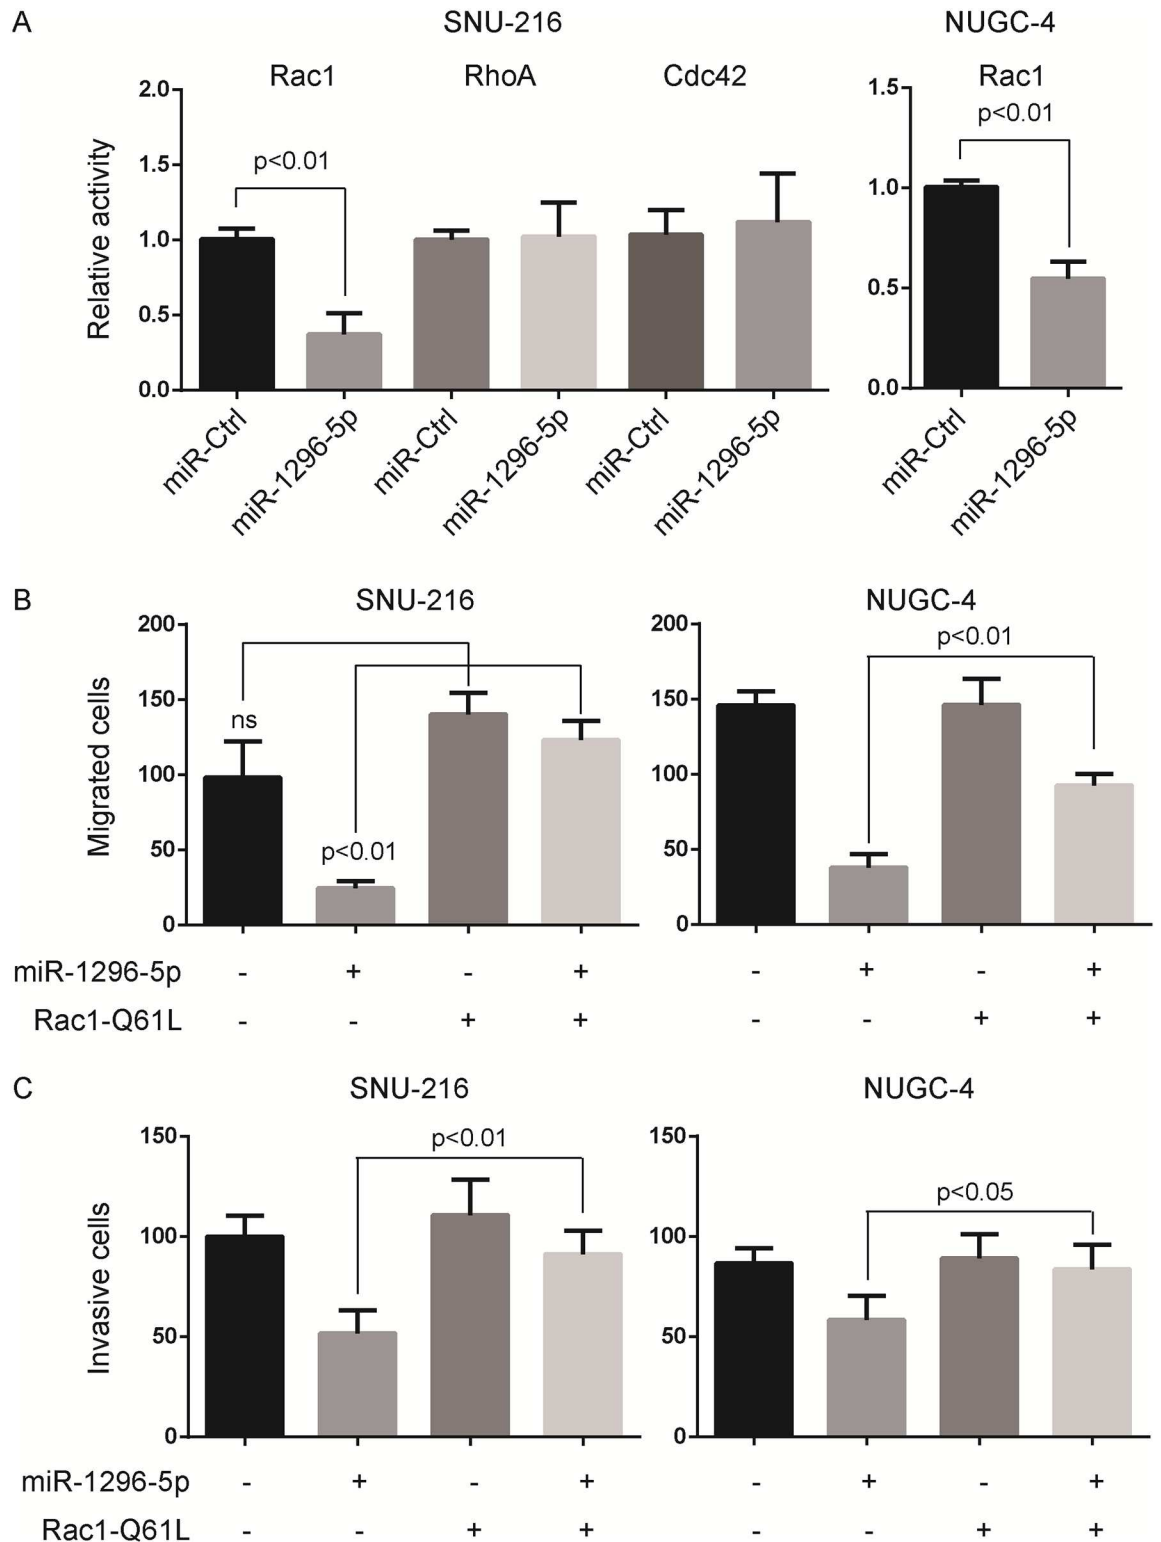 A SNU-216 NUGC-4
Rac1 RhoA Cdc42 Rac1
2.0 1.5
p<0.01 p<0.01
1.5
1.0 1.0
0.5 0.5
0.0 0.0
Relative activity
miR-Ctrl miR-1296-5p miR-Ctrl miR-1296-5p miR-Ctrl miR-1296-5p miR-Ctrl miR-1296-5p
B SNU-216 NUGC-4
200 200
p<0.01
150 150
ns
100 100
p<0.01
50 50
0 0
Migrated cells
miR-1296-5p - + - + - + - +
Rac1-Q61L - - + + - - + +
C SNU-216 NUGC-4
150 150
p<0.01
p<0.05
100 100
50 50
0 0
Invasive cells
miR-1296-5p - + - + - + - +
Rac1-Q61L - - + + - - + +